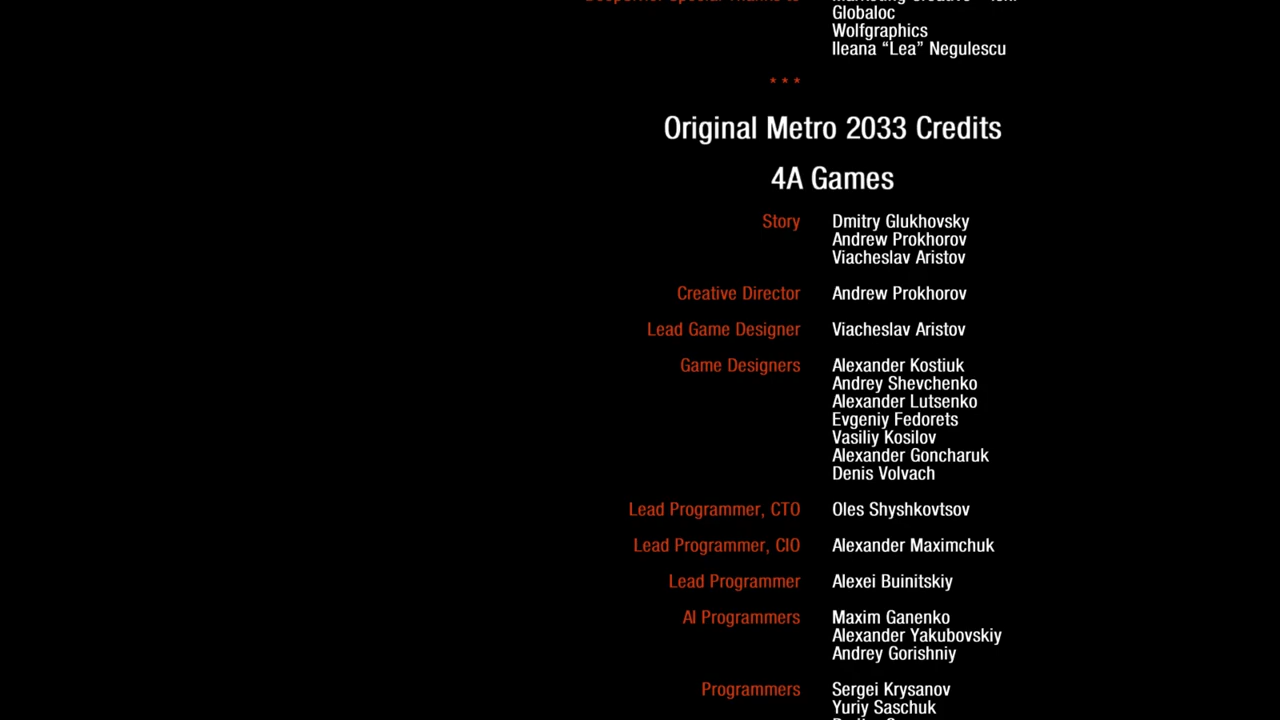 Globaloc
Wolfgraphics
Ileana “Lea” Negulescu
* * *
Original Metro 2033 Credits
4A Games
Story Dmitry Glukhovsky
Andrew Prokhorov
Viacheslav Aristov
Creative Director Andrew Prokhorov
Lead Game Designer Viacheslav Aristov
Game Designers Alexander Kostiuk
Andrey Shevchenko
Alexander Lutsenko
Evgeniy Fedorets
Vasiliy Kosilov
Alexander Goncharuk
Denis Volvach
Lead Programmer, CTO Oles Shyshkovtsov
Lead Programmer, CIO Alexander Maximchuk
Lead Programmer Alexei Buinitskiy
AI Programmers Maxim Ganenko
Alexander Yakubovskiy
Andrey Gorishniy
Programmers Sergei Krysanov
Yuriy Saschuk